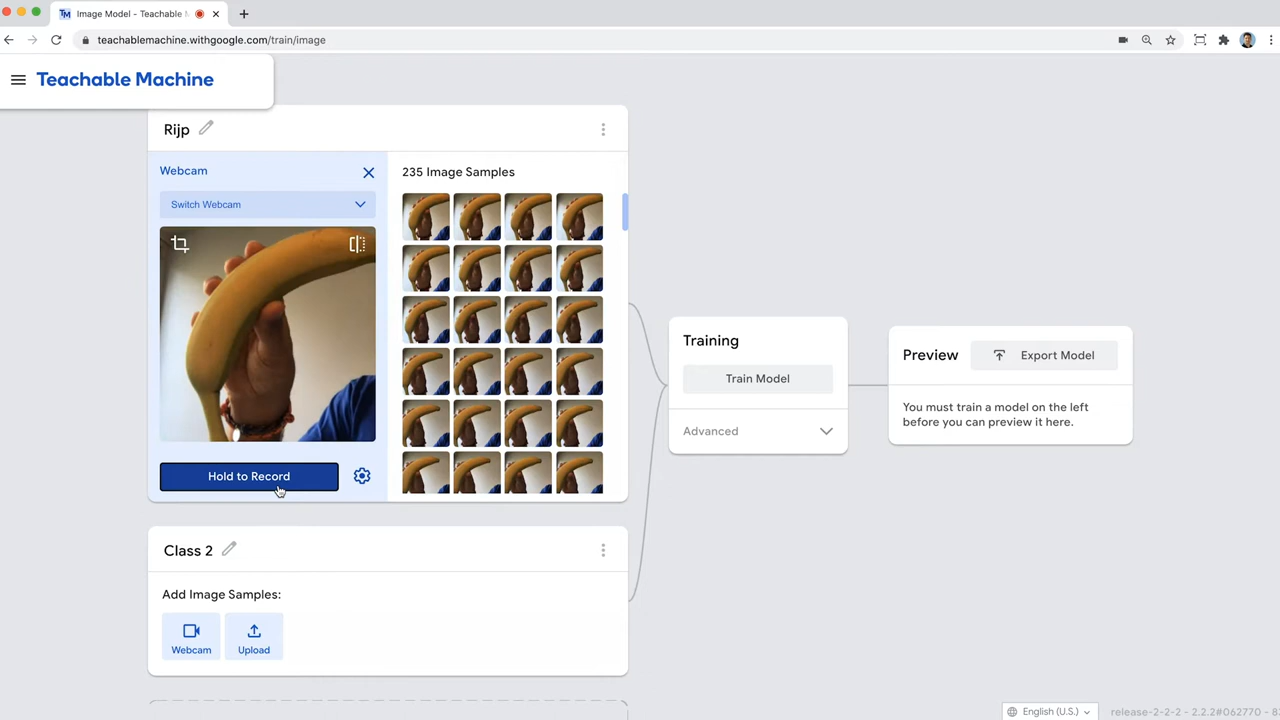 Image Model - Teachable
teachablemachine.withgoogle.com/train/image
Teachable Machine
Rijp
Webcam
Switch Webcam
Hold to Record
235 Image Samples
Class 2
Add Image Samples:
Webcam
Upload
Training
Train Model
Advanced
Preview
Export Model
You must train a model on the left
before you can preview it here.
English (U.S.)
release-2-2-2 - 2.2.2#062770 -